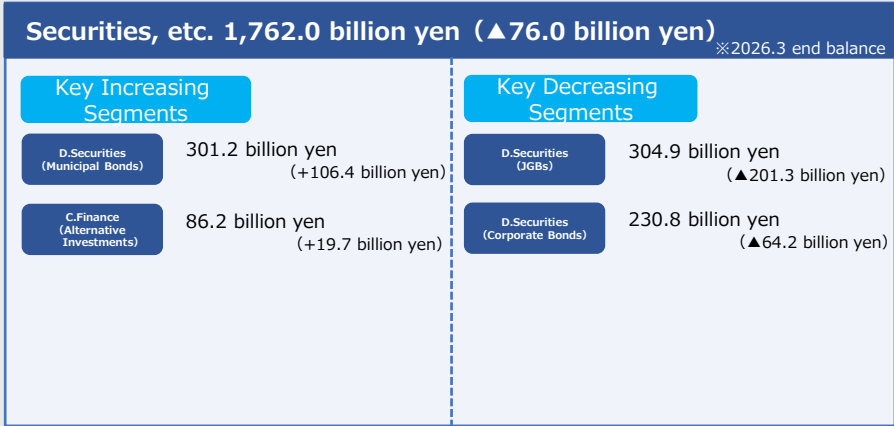 Securities, etc. 1,762.0 billion yen（▲76.0 billion yen）
※2026.3 end balance
Key Increasing
Segments
D.Securities
（Municipal Bonds）
301.2 billion yen
（+106.4 billion yen）
C.Finance
（Alternative
Investments）
86.2 billion yen
（+19.7 billion yen）
Key Decreasing
Segments
D.Securities
（JGBs）
304.9 billion yen
（▲201.3 billion yen）
D.Securities
（Corporate Bonds）
230.8 billion yen
（▲64.2 billion yen）